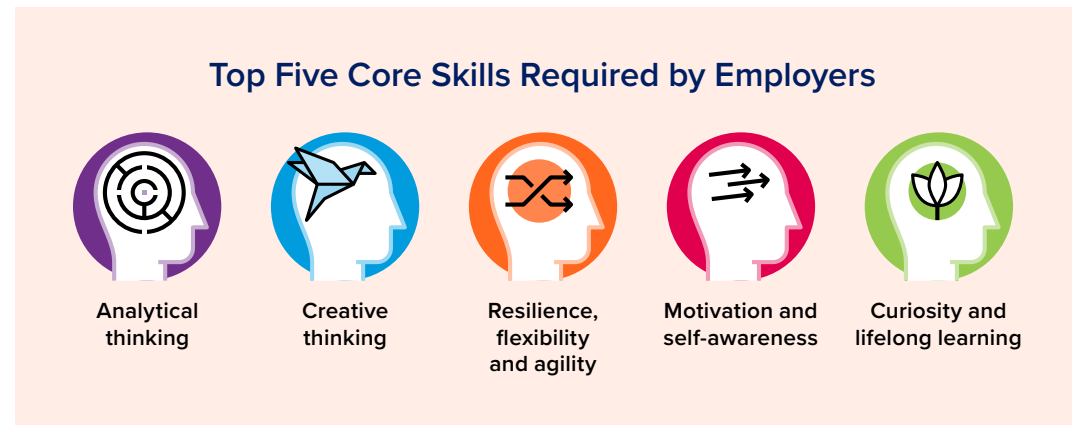 Top Five Core Skills Required by Employers
Analytical
thinking
Creative
thinking
Resilience,
flexibility
and agility
Motivation and
self-awareness
Curiosity and
lifelong learning